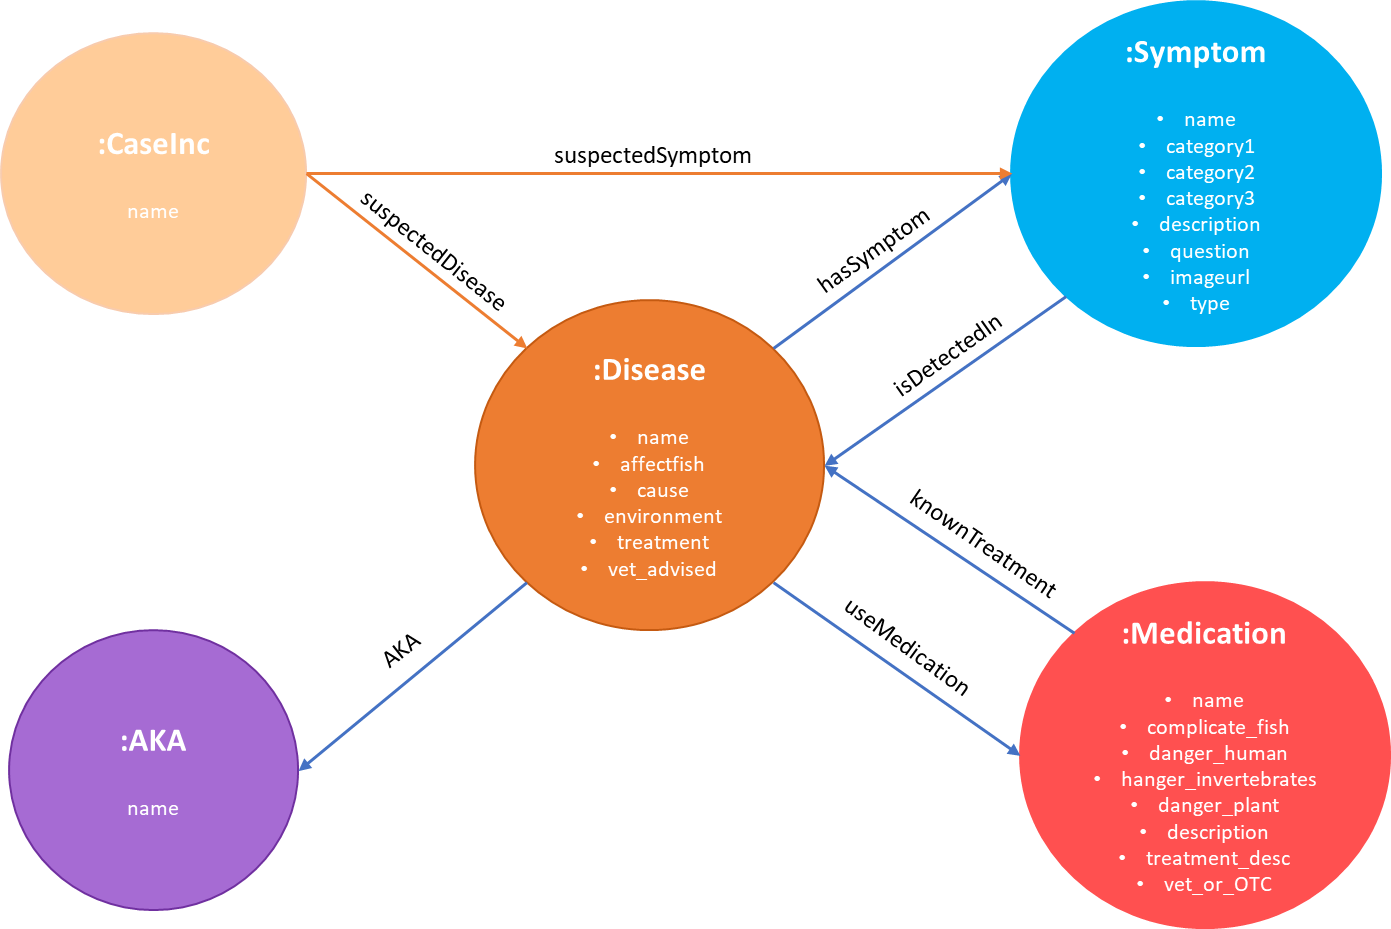 :CaseInc
name
suspectedSymptom
suspectedDisease
:Symptom
• name
• category1
• category2
• category3
• description
• question
• imageurl
• type
hasSymptom
isDetectedIn
:Disease
• name
• affectfish
• cause
• environment
• treatment
• vet_advised
knownTreatment
useMedication
AKA
:AKA
name
:Medication
• name
• complicate_fish
• danger_human
• hanger_invertebrates
• danger_plant
• description
• treatment_desc
• vet_or_OTC